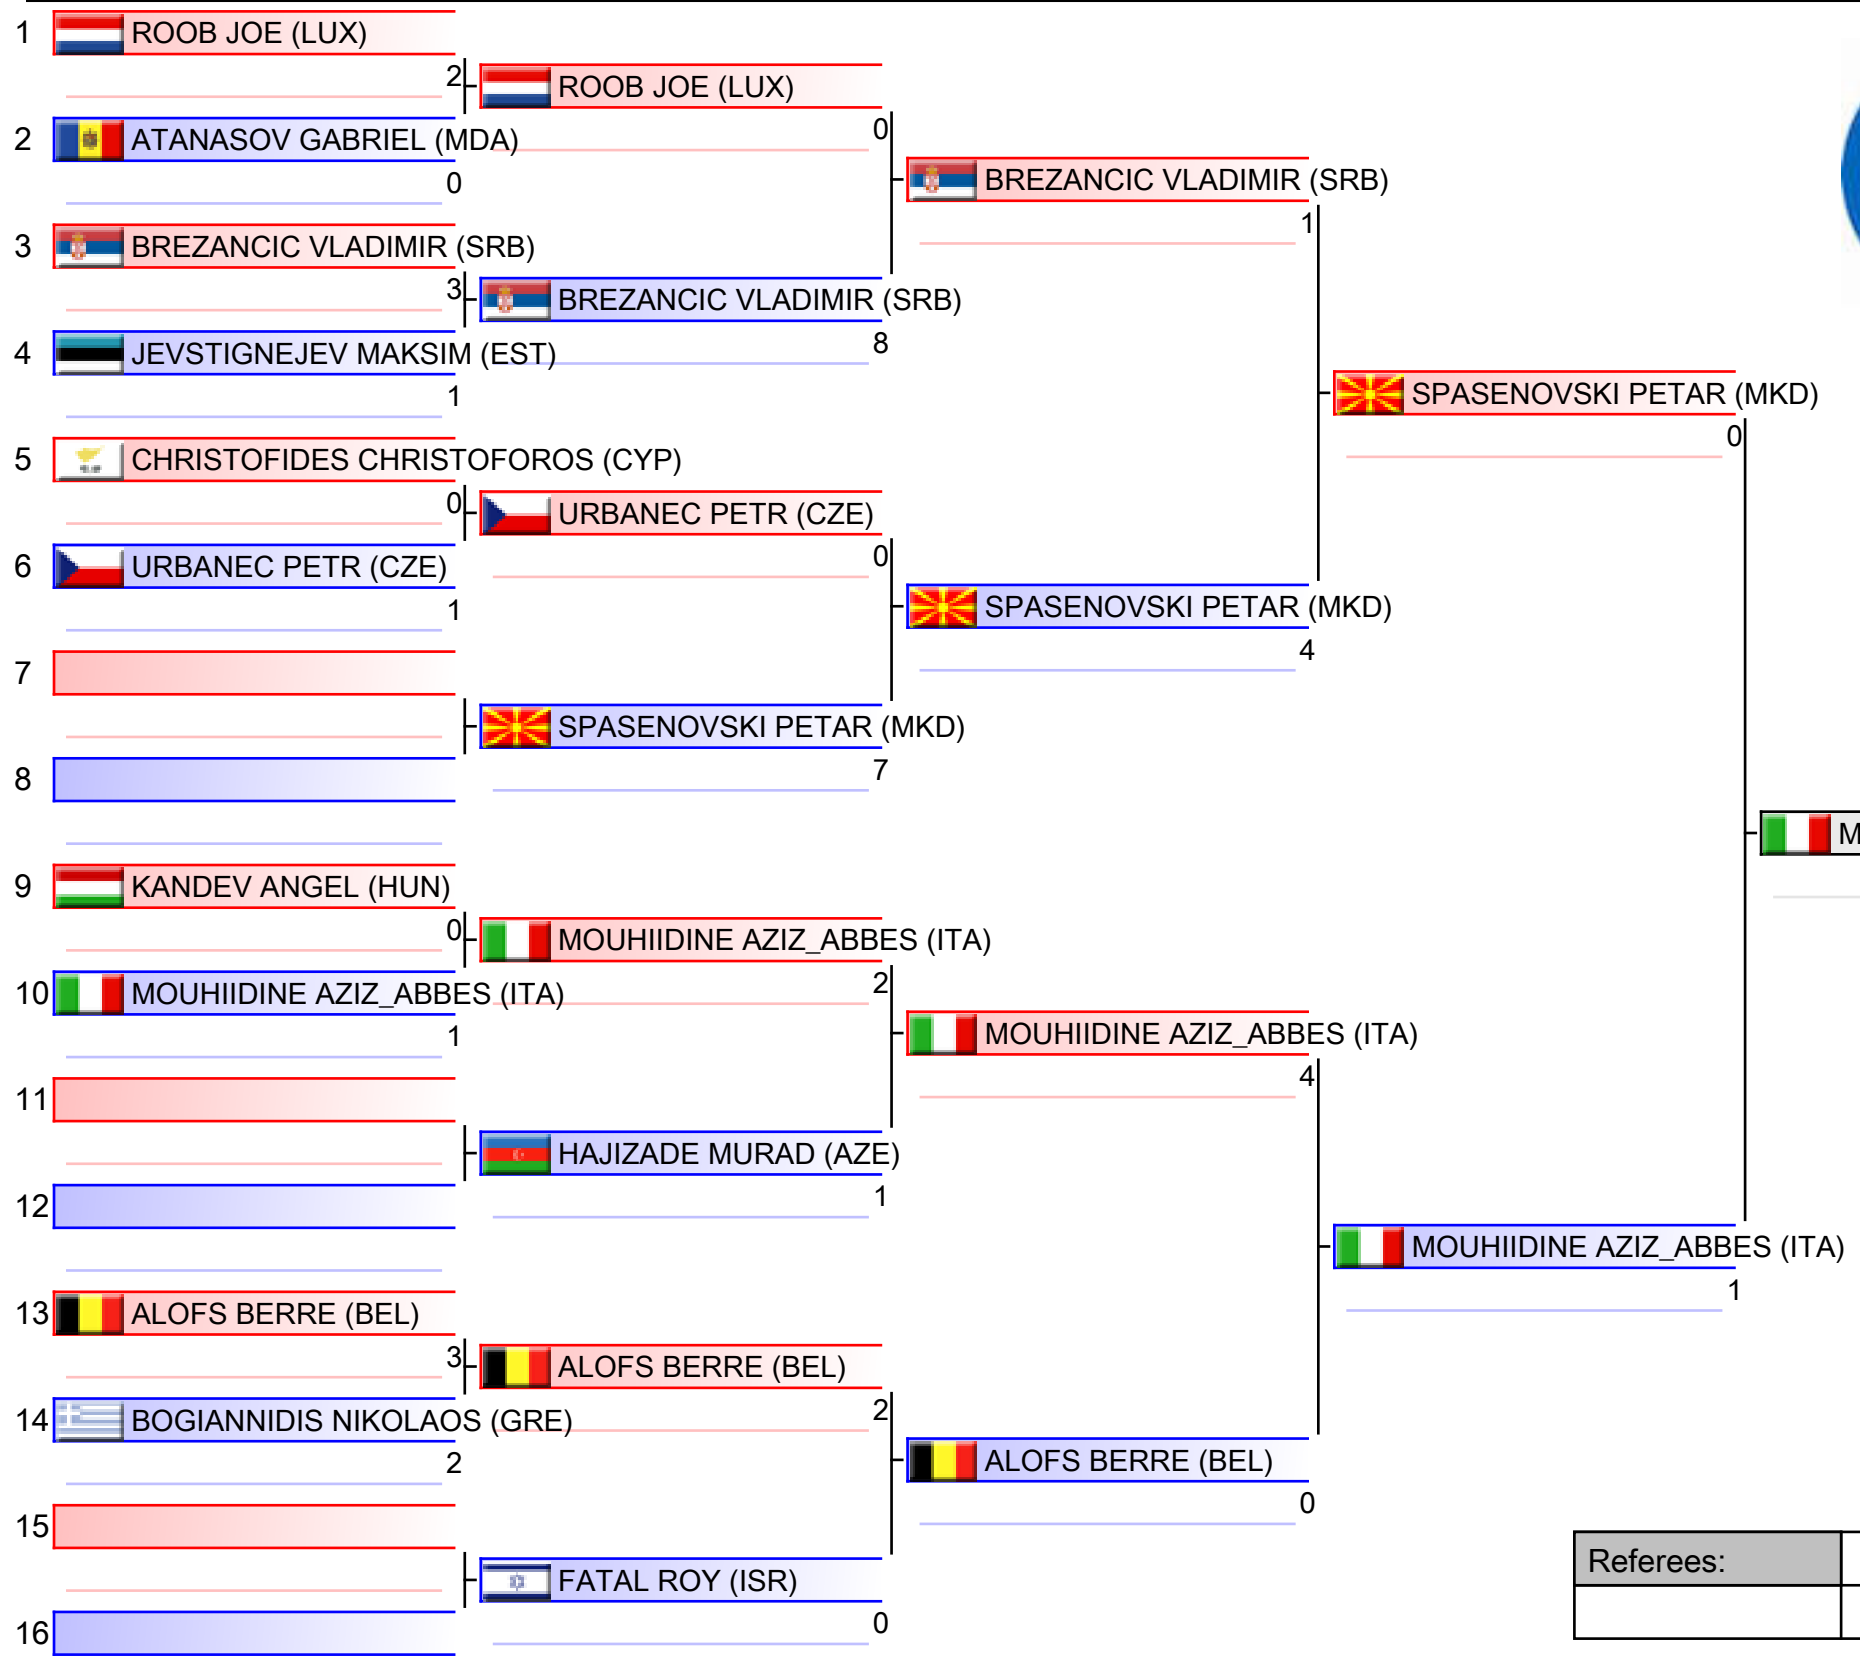 1 ROOB JOE (LUX)
2 ROOB JOE (LUX)
2 ATANASOV GABRIEL (MDA)
0
0
BREZANCIC VLADIMIR (SRB)
1
3 BREZANCIC VLADIMIR (SRB)
3 BREZANCIC VLADIMIR (SRB)
8
4 JEVSTIGNEJEV MAKSIM (EST)
1
SPASENOVSKI PETAR (MKD)
0
5 CHRISTOFIDES CHRISTOFOROS (CYP)
0 URBANEC PETR (CZE)
0
6 URBANEC PETR (CZE)
1
SPASENOVSKI PETAR (MKD)
4
7
SPASENOVSKI PETAR (MKD)
7
8
M
9 KANDEV ANGEL (HUN)
0 MOUHIIDINE AZIZ_ABBES (ITA)
2
10 MOUHIIDINE AZIZ_ABBES (ITA)
1
MOUHIIDINE AZIZ_ABBES (ITA)
4
11
HAJIZADE MURAD (AZE)
1
12
MOUHIIDINE AZIZ_ABBES (ITA)
1
13 ALOFS BERRE (BEL)
3 ALOFS BERRE (BEL)
2
14 BOGIANNIDIS NIKOLAOS (GRE)
2
ALOFS BERRE (BEL)
0
15
FATAL ROY (ISR)
0
16
Referees: